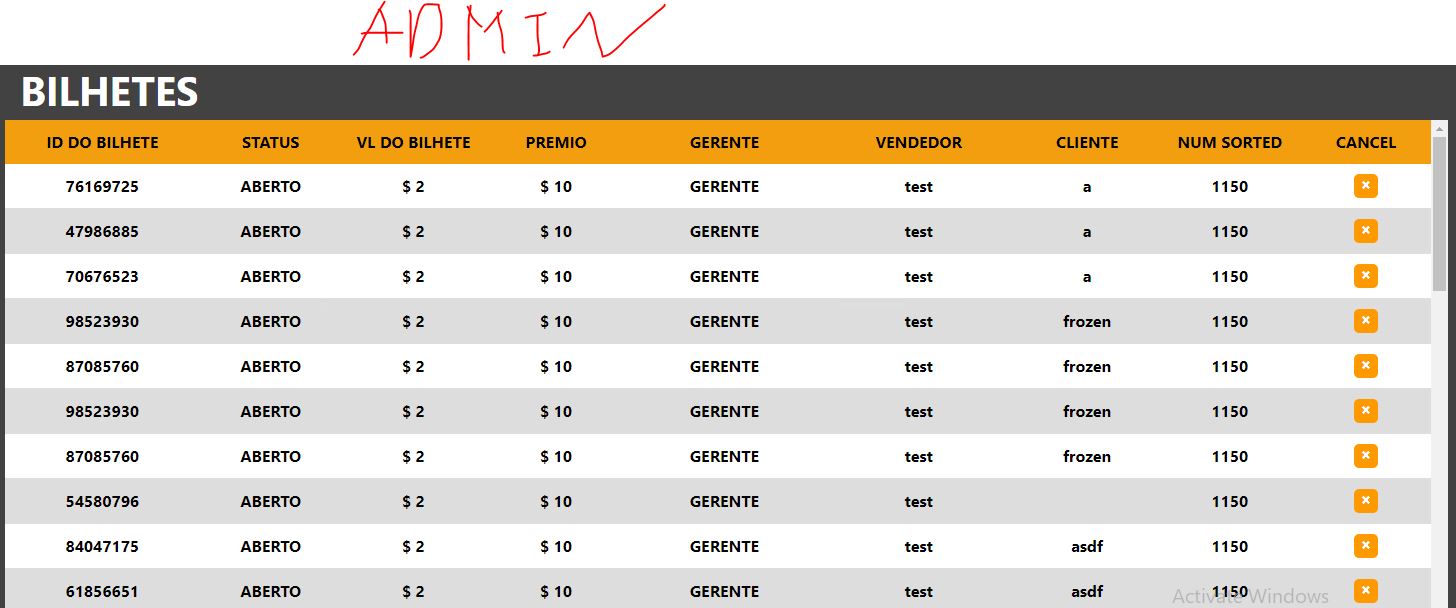 ADMIN
BILHETES
ID DO BILHETE STATUS VL DO BILHETE PREMIO GERENTE VENDEDOR CLIENTE NUM SORTED CANCEL
76169725 ABERTO $ 2 $ 10 GERENTE test a 1150 ×
47986885 ABERTO $ 2 $ 10 GERENTE test a 1150 ×
70676523 ABERTO $ 2 $ 10 GERENTE test a 1150 ×
98523930 ABERTO $ 2 $ 10 GERENTE test frozen 1150 ×
87085760 ABERTO $ 2 $ 10 GERENTE test frozen 1150 ×
98523930 ABERTO $ 2 $ 10 GERENTE test frozen 1150 ×
87085760 ABERTO $ 2 $ 10 GERENTE test frozen 1150 ×
54580796 ABERTO $ 2 $ 10 GERENTE test 1150 ×
84047175 ABERTO $ 2 $ 10 GERENTE test asdf 1150 ×
61856651 ABERTO $ 2 $ 10 GERENTE test asdf 1150 ×
Activate Windows